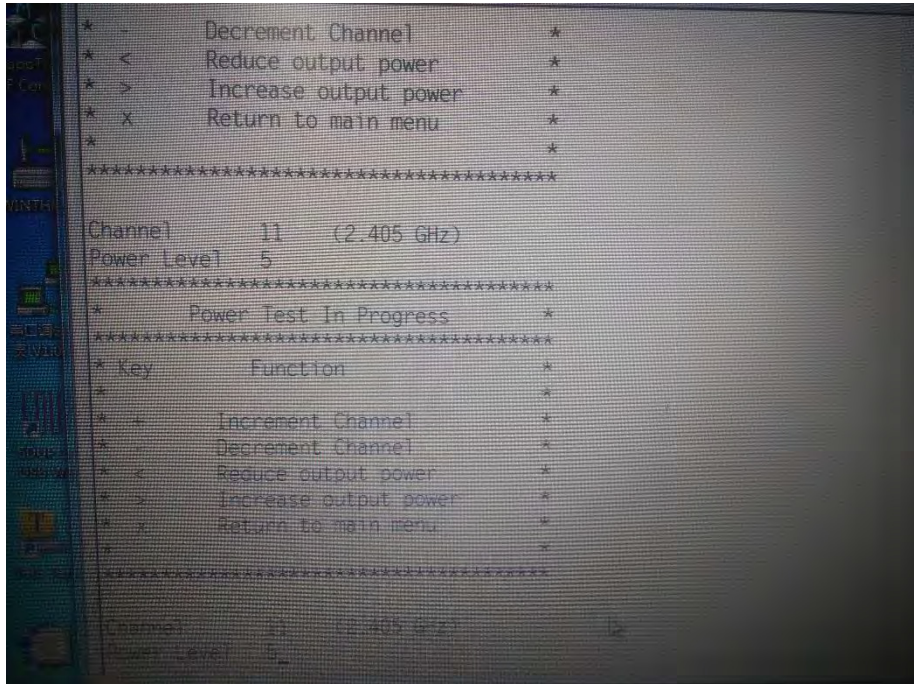 * - Decrement Channel *
* < Reduce output power *
* > Increase output power *
* x Return to main menu *
* *
***************************************
Channel 11 (2.405 GHz)
Power Level 5
***************************************
* Power Test In Progress *
***************************************
* Key Function *
* *
* + Increment Channel *
* - Decrement Channel *
* < Reduce output power *
* > Increase output power *
* x Return to main menu *
* *
***************************************
Channel 11 (2.405 GHz)
Power Level 5_